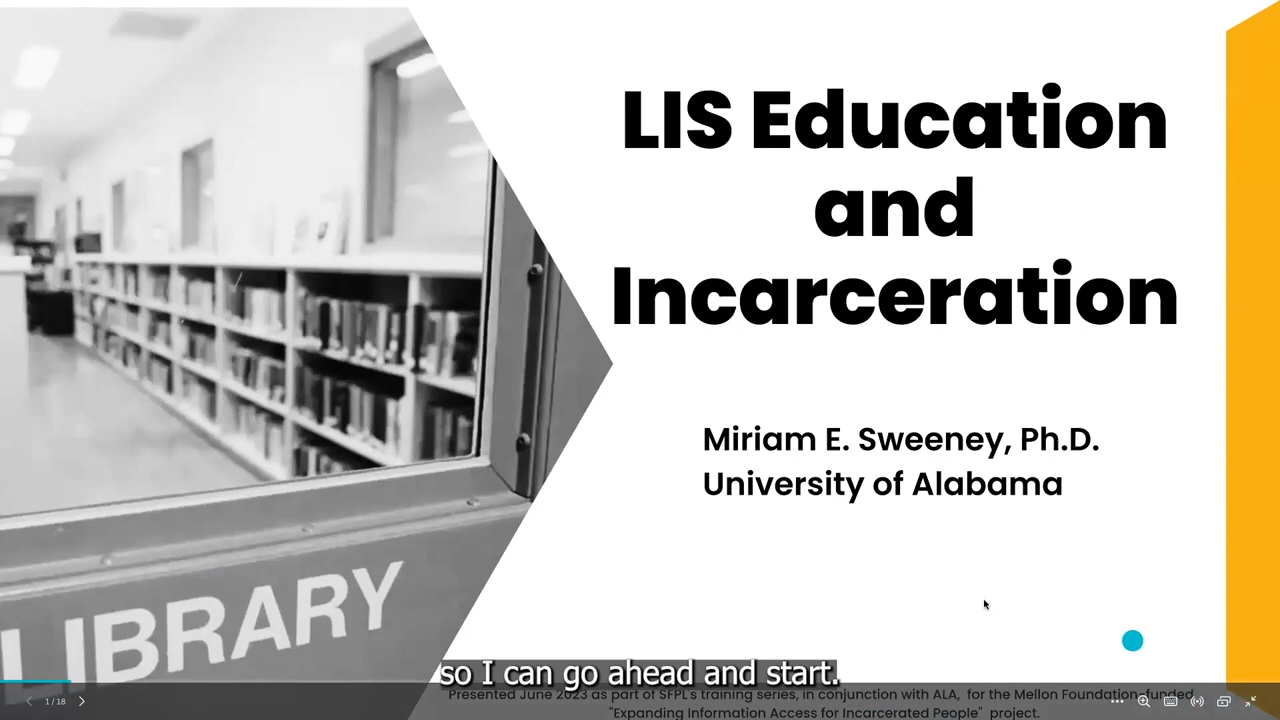 LIS Education
and
Incarceration
Miriam E. Sweeney, Ph.D.
University of Alabama
LIBRARY
so I can go ahead and start.
Presented June 2023 as part of SFPL's training series, in conjunction with ALA, for the Mellon Foundation-funded
"Expanding Information Access for Incarcerated People" project.
1 / 18